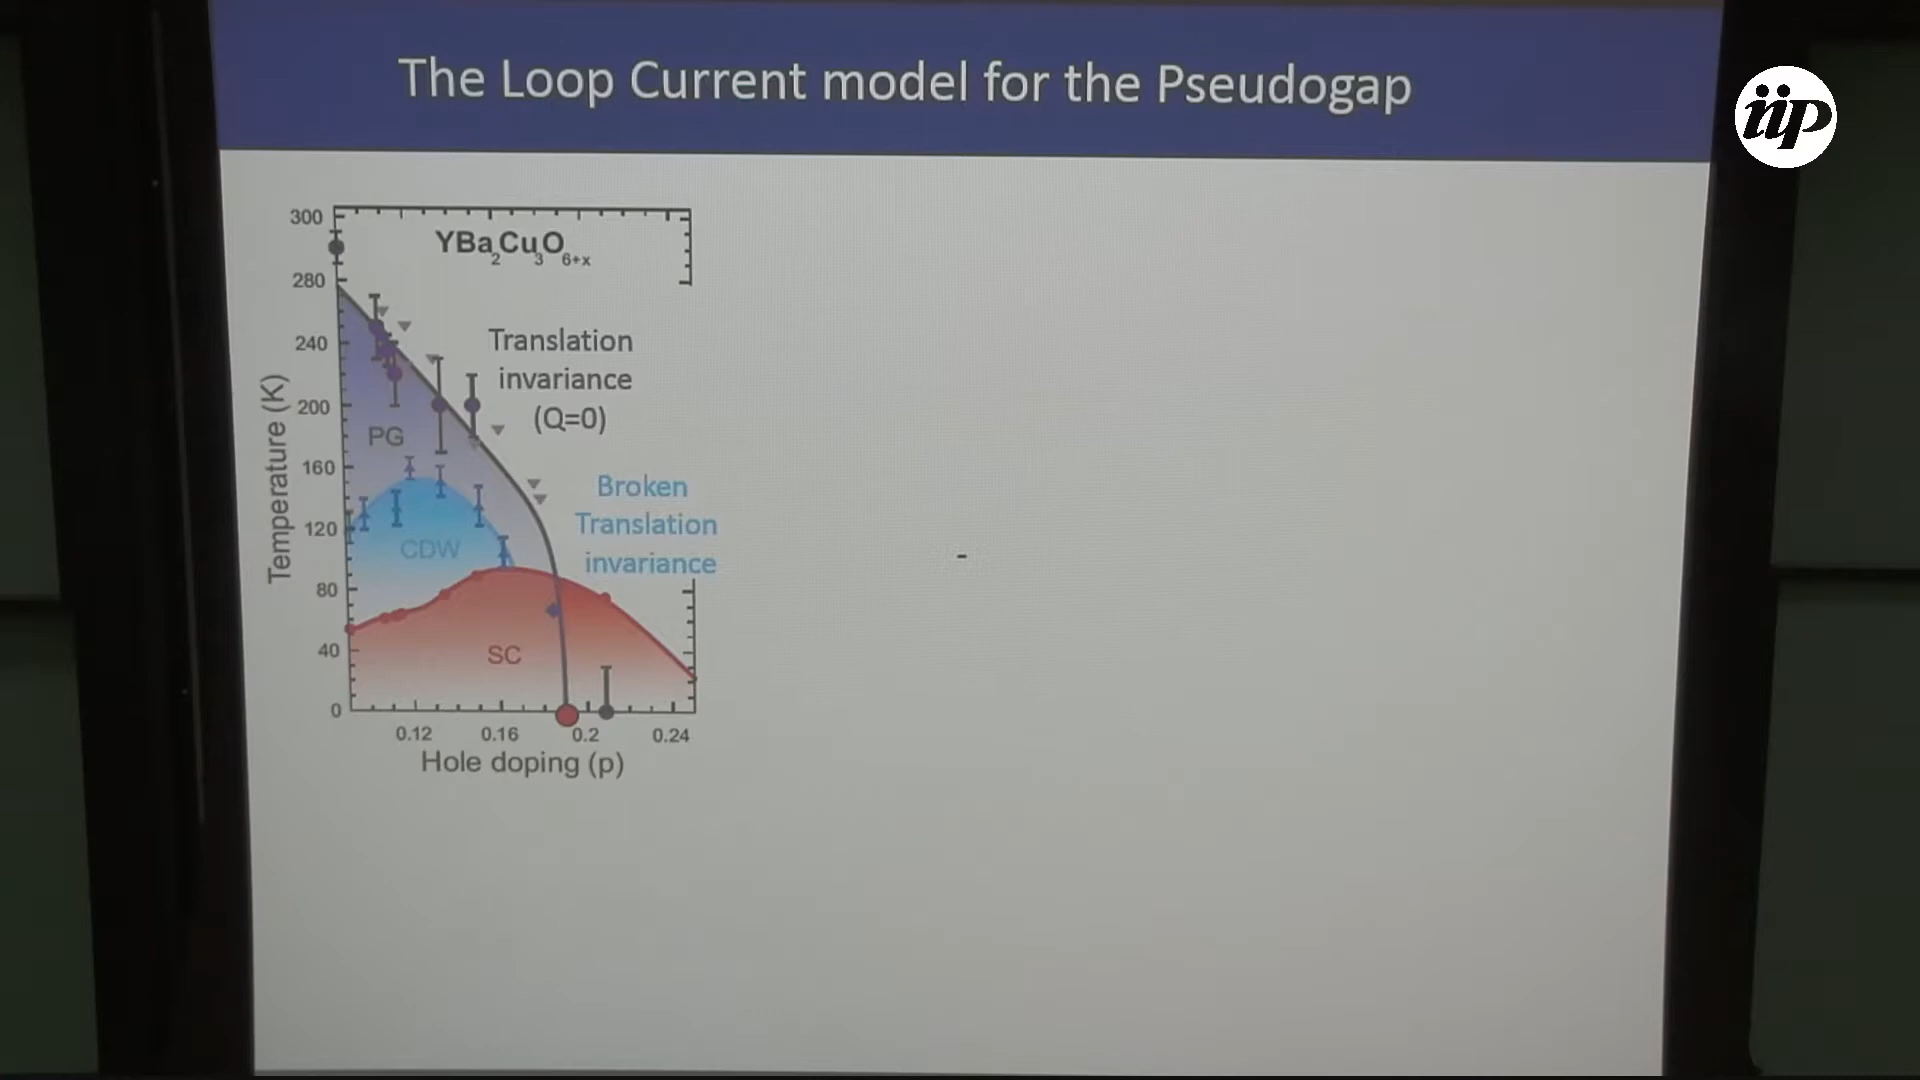 The Loop Current model for the Pseudogap
iip
300
YBa2Cu3O6+x
280
240
Translation
invariance
(Q=0)
200
PG
160
Broken
Translation
invariance
120
CDW
80
40
SC
0
Temperature (K)
0.12 0.16 0.2 0.24
Hole doping (p)